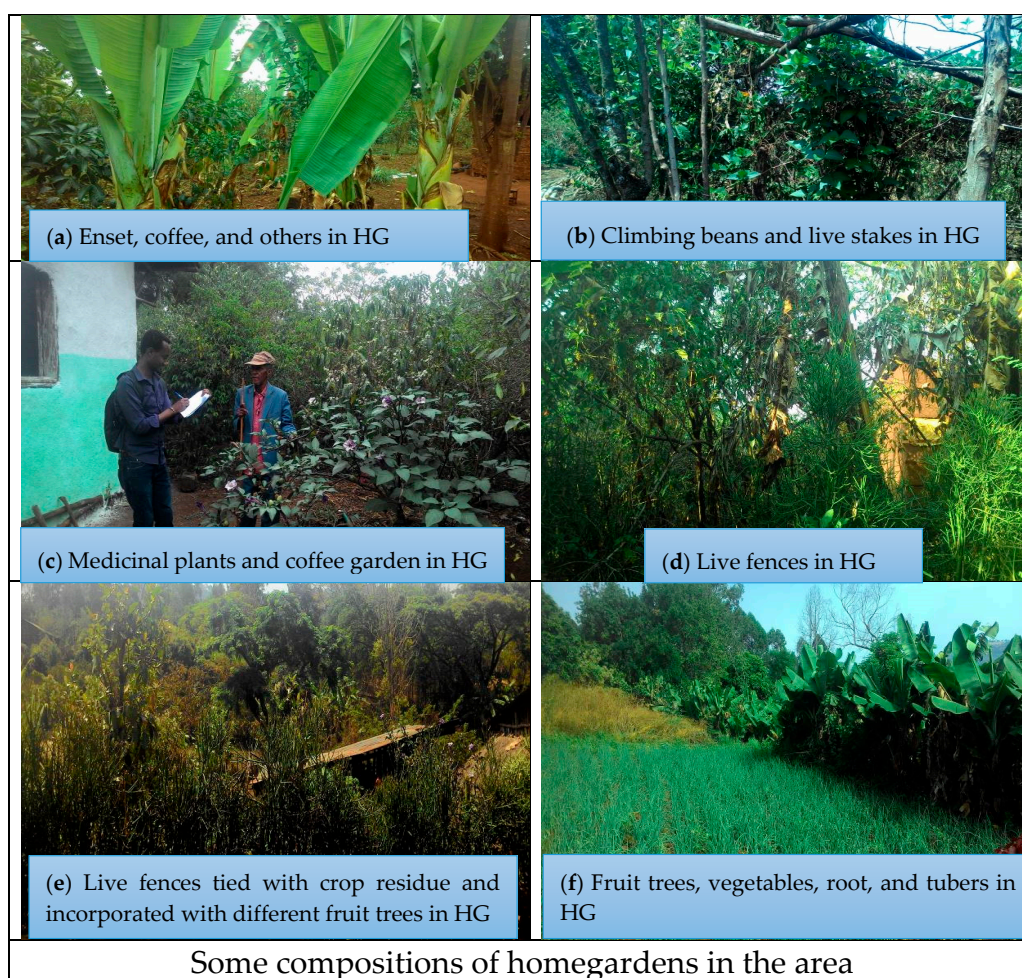 (a) Enset, coffee, and others in HG
(b) Climbing beans and live stakes in HG
(c) Medicinal plants and coffee garden in HG
(d) Live fences in HG
(e) Live fences tied with crop residue and
incorporated with different fruit trees in HG
(f) Fruit trees, vegetables, root, and tubers in
HG
Some compositions of homegardens in the area